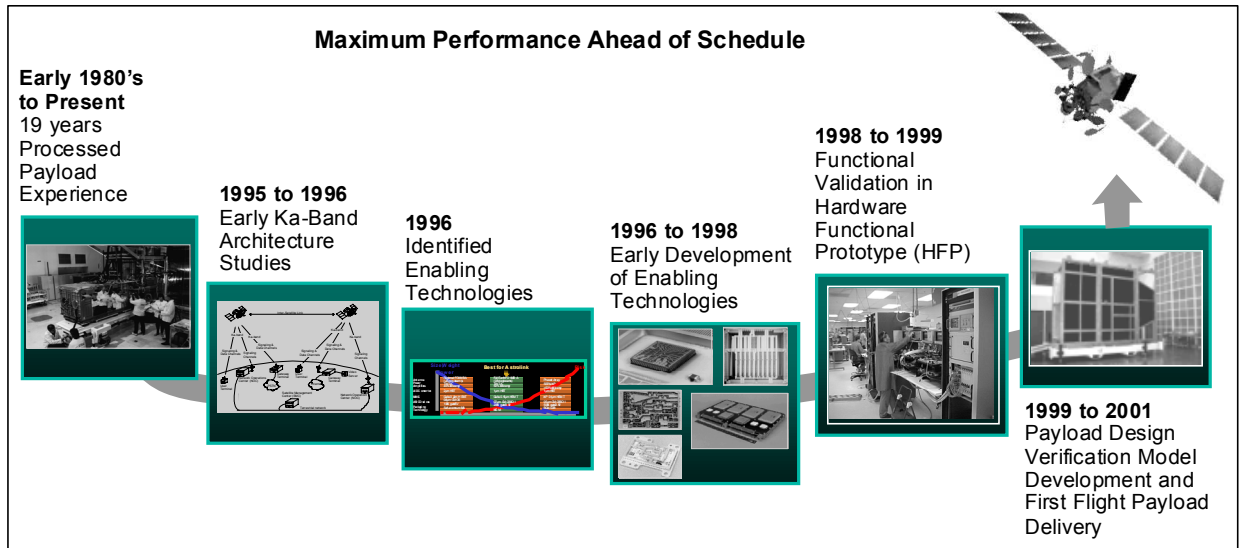 Maximum Performance Ahead of Schedule
Early 1980's
to Present
19 years
Processed
Payload
Experience
1995 to 1996
Early Ka-Band
Architecture
Studies
1996
Identified
Enabling
Technologies
Best for Astrolink
1996 to 1998
Early Development
of Enabling
Technologies
1998 to 1999
Functional
Validation in
Hardware
Functional
Prototype (HFP)
1999 to 2001
Payload Design
Verification Model
Development and
First Flight Payload
Delivery